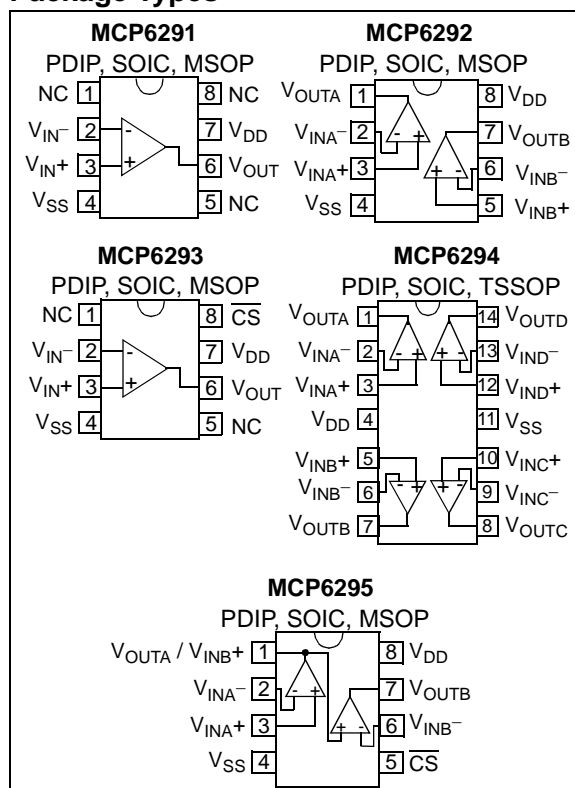 Package Types
MCP6291
PDIP, SOIC, MSOP
NC 1 8 NC
VIN– 2 - 7 VDD
VIN+ 3 + 6 VOUT
VSS 4 5 NC
MCP6292
PDIP, SOIC, MSOP
VOUTA 1 8 VDD
VINA– 2 - + 7 VOUTB
VINA+ 3 + - 6 VINB–
VSS 4 5 VINB+
MCP6293
PDIP, SOIC, MSOP
NC 1 8 CS
VIN– 2 - 7 VDD
VIN+ 3 + 6 VOUT
VSS 4 5 NC
MCP6294
PDIP, SOIC, TSSOP
VOUTA 1 14 VOUTD
VINA– 2 - + + - 13 VIND–
VINA+ 3 12 VIND+
VDD 4 11 VSS
VINB+ 5 10 VINC+
VINB– 6 - + + - 9 VINC–
VOUTB 7 8 VOUTC
MCP6295
PDIP, SOIC, MSOP
VOUTA / VINB+ 1 8 VDD
VINA– 2 - + 7 VOUTB
VINA+ 3 + - 6 VINB–
VSS 4 5 CS